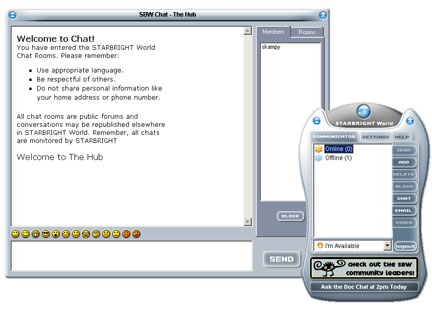 SBW Chat - The Hub
Welcome to Chat!
You have entered the STARBRIGHT World
Chat Rooms. Please remember:
• Use appropriate language.
• Be respectful of others.
• Do not share personal information like
your home address or phone number.
All chat rooms are public forums and
conversations may be republished elsewhere
in STARBRIGHT World. Remember, all chats
are monitored by STARBRIGHT
Welcome to The Hub
Members Rooms
skampy
BLOCK
SEND
STARBRIGHT World
COMMUNICATOR SETTINGS HELP
Online (0)
Offline (1)
SEND
ADD
DELETE
BLOCK
CHAT
EMAIL
VIDEO
I'm Available
logout
check out the SBW
community leaders!
Ask the Doc Chat at 2pm Today